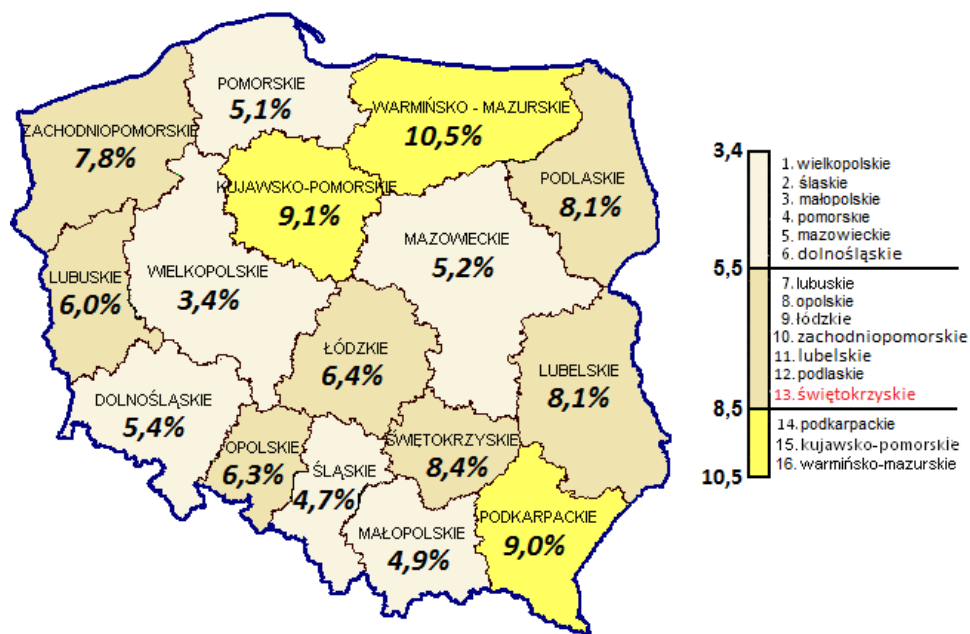 POMORSKIE
5,1%
WARMIŃSKO - MAZURSKIE
10,5%
ZACHODNIOPOMORSKIE
7,8%
KUJAWSKO-POMORSKIE
9,1%
PODLASKIE
8,1%
MAZOWIECKIE
5,2%
LUBUSKIE
6,0%
WIELKOPOLSKIE
3,4%
ŁÓDZKIE
6,4%
LUBELSKIE
8,1%
DOLNOŚLĄSKIE
5,4%
OPOLSKIE
6,3%
ŚLĄSKIE
4,7%
ŚWIĘTOKRZYSKIE
8,4%
MAŁOPOLSKIE
4,9%
PODKARPACKIE
9,0%
3,4
1. wielkopolskie
2. śląskie
3. małopolskie
4. pomorskie
5. mazowieckie
6. dolnośląskie
5,5
7. lubuskie
8. opolskie
9. łódzkie
10. zachodniopomorskie
11. lubelskie
12. podlaskie
13. świętokrzyskie
8,5
14. podkarpackie
15. kujawsko-pomorskie
16. warmińsko-mazurskie
10,5